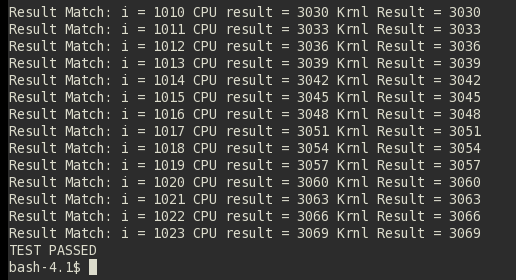 Result Match: i = 1010 CPU result = 3030 Krnl Result = 3030
Result Match: i = 1011 CPU result = 3033 Krnl Result = 3033
Result Match: i = 1012 CPU result = 3036 Krnl Result = 3036
Result Match: i = 1013 CPU result = 3039 Krnl Result = 3039
Result Match: i = 1014 CPU result = 3042 Krnl Result = 3042
Result Match: i = 1015 CPU result = 3045 Krnl Result = 3045
Result Match: i = 1016 CPU result = 3048 Krnl Result = 3048
Result Match: i = 1017 CPU result = 3051 Krnl Result = 3051
Result Match: i = 1018 CPU result = 3054 Krnl Result = 3054
Result Match: i = 1019 CPU result = 3057 Krnl Result = 3057
Result Match: i = 1020 CPU result = 3060 Krnl Result = 3060
Result Match: i = 1021 CPU result = 3063 Krnl Result = 3063
Result Match: i = 1022 CPU result = 3066 Krnl Result = 3066
Result Match: i = 1023 CPU result = 3069 Krnl Result = 3069
TEST PASSED
bash-4.1$